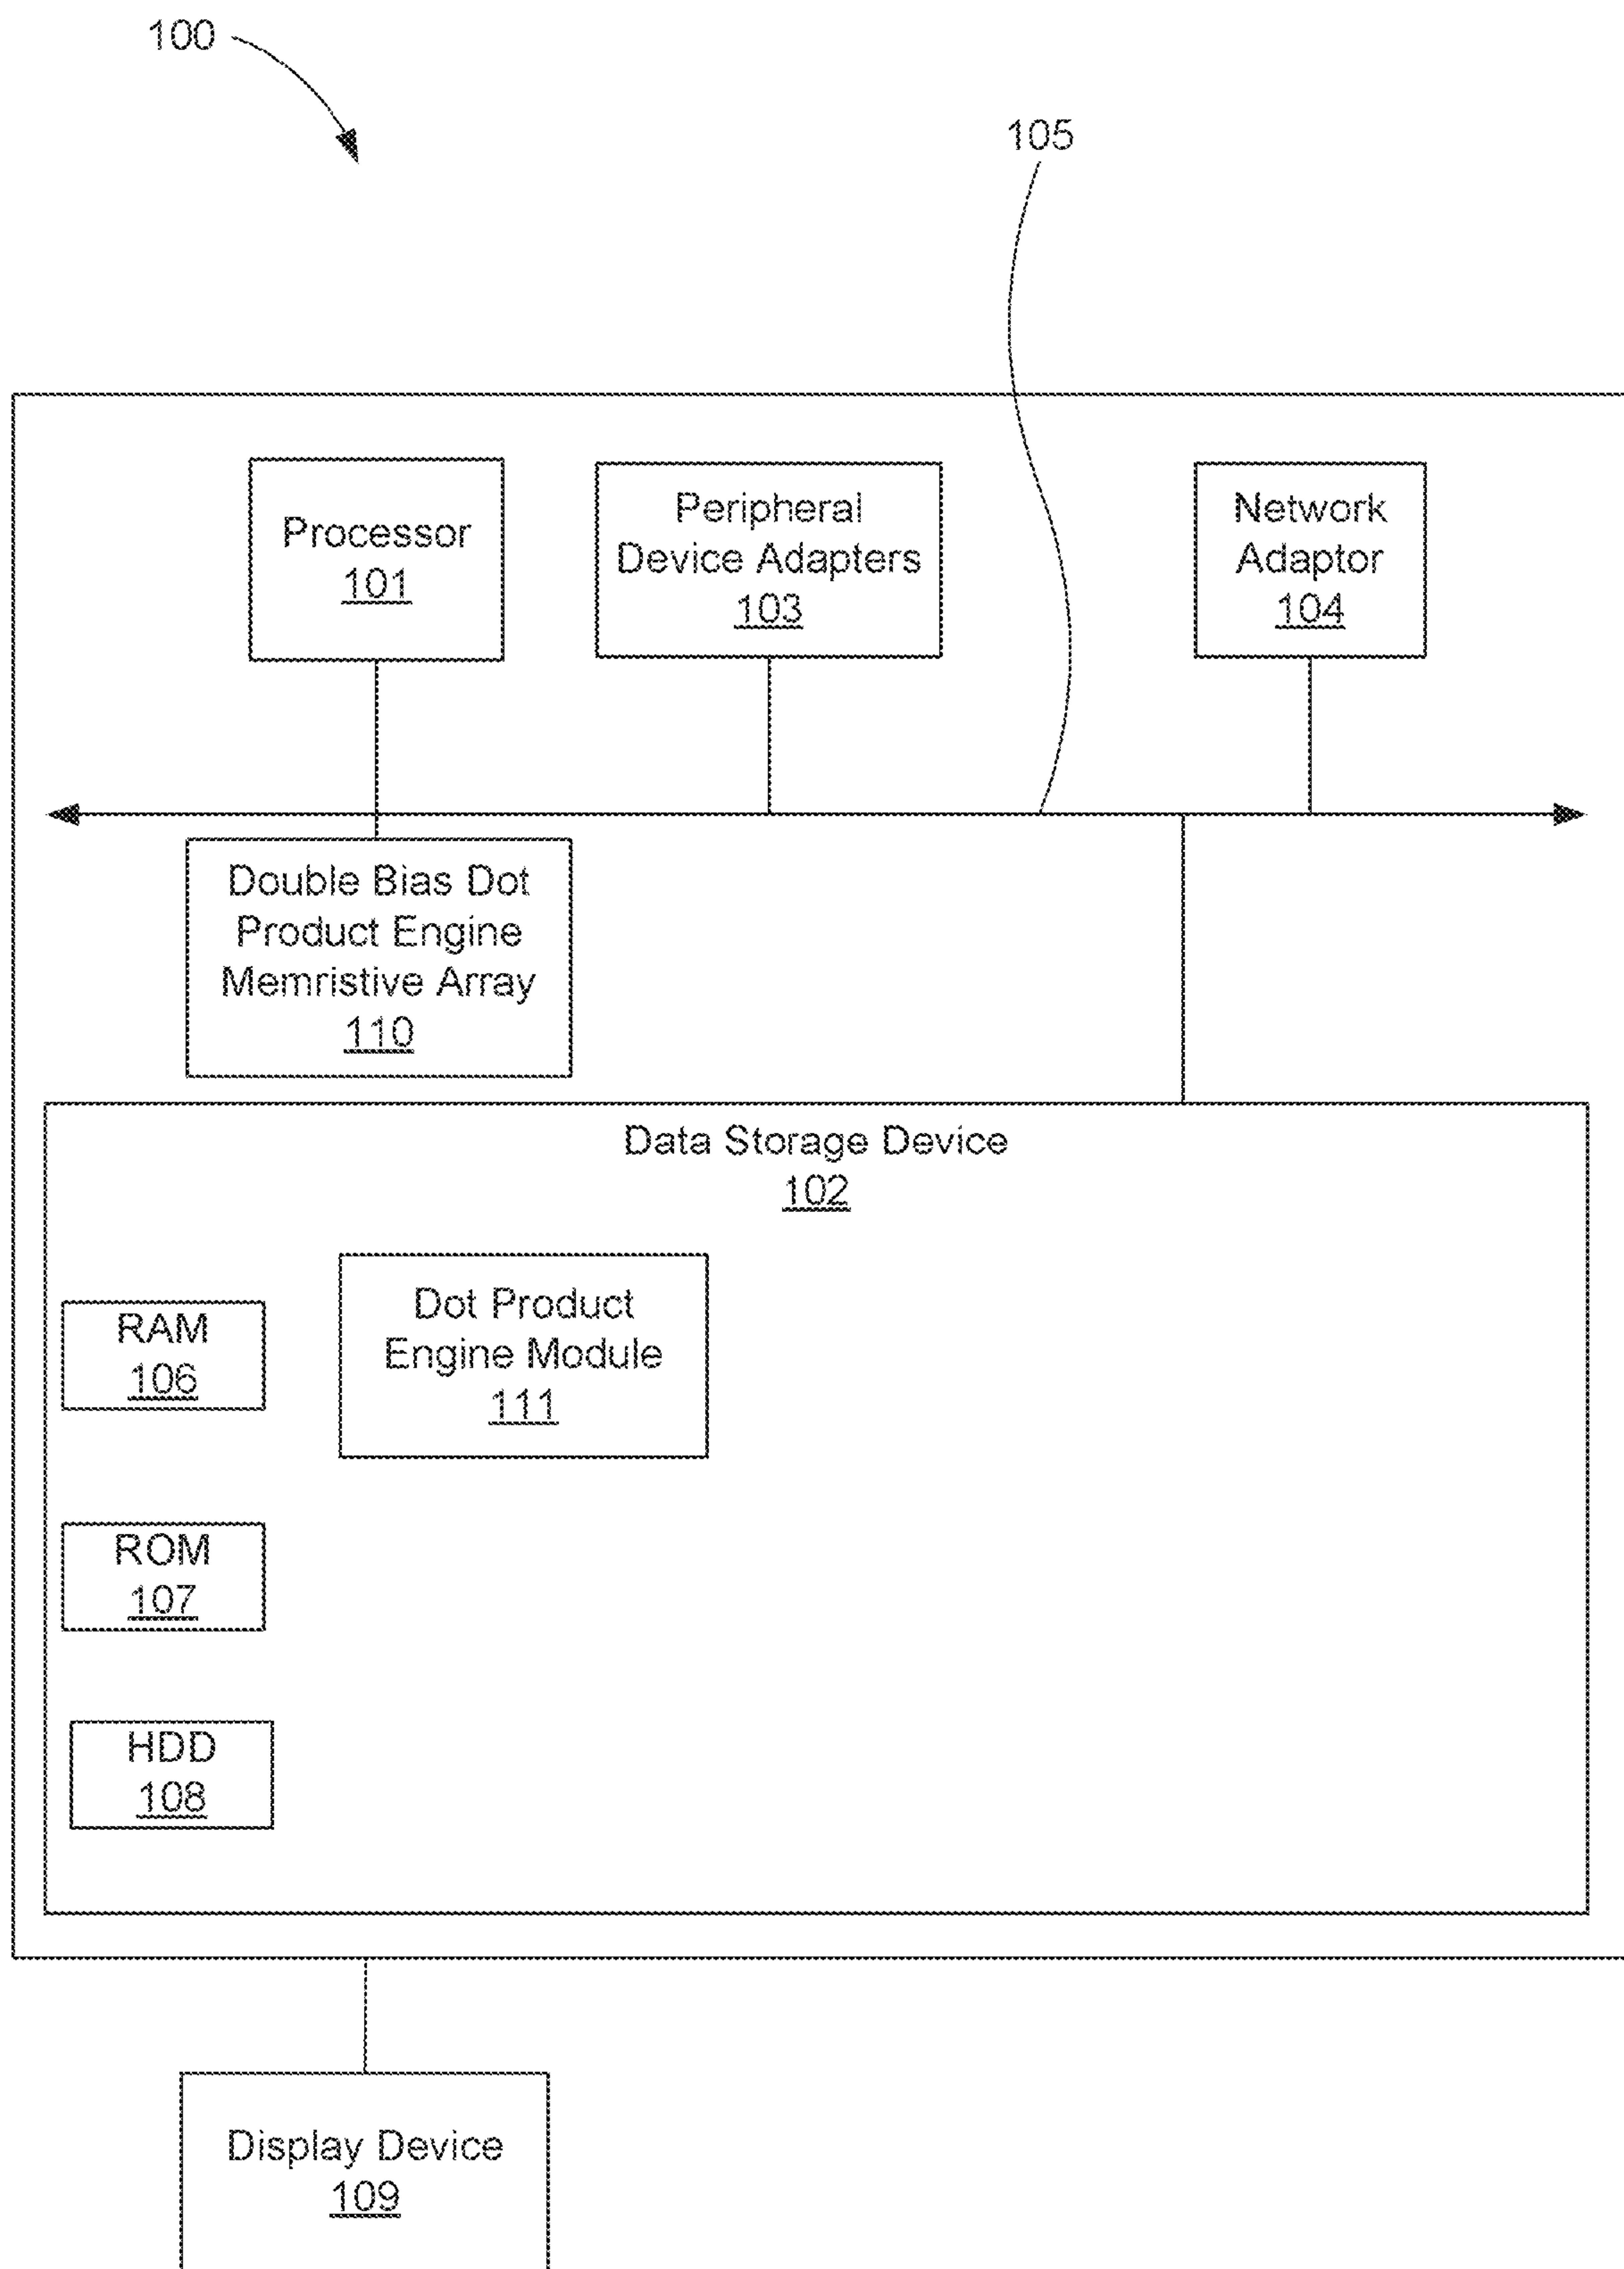 100
105
Processor
101
Peripheral
Device Adapters
103
Network
Adaptor
104
Double Bias Dot
Product Engine
Memristive Array
110
Data Storage Device
102
Dot Product
Engine Module
111
RAM
106
ROM
107
HDD
108
Display Device
109